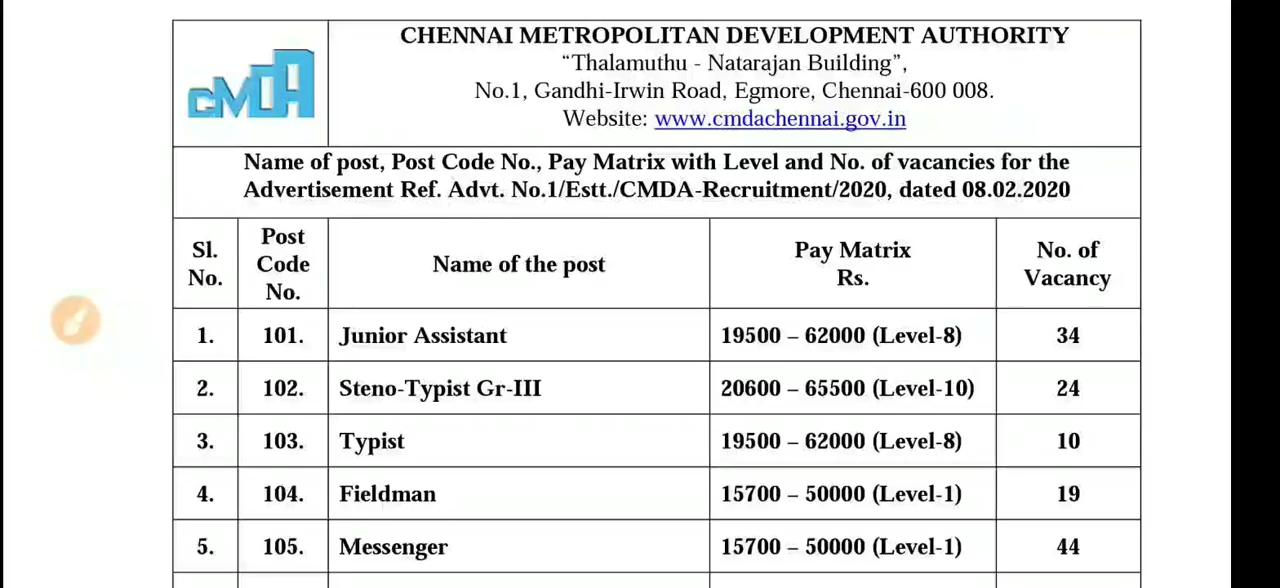 CMDA
CHENNAI METROPOLITAN DEVELOPMENT AUTHORITY
“Thalamuthu - Natarajan Building”,
No.1, Gandhi-Irwin Road, Egmore, Chennai-600 008.
Website: www.cmdachennai.gov.in
Name of post, Post Code No., Pay Matrix with Level and No. of vacancies for the
Advertisement Ref. Advt. No.1/Estt./CMDA-Recruitment/2020, dated 08.02.2020
Sl. No. Post Code No. Name of the post Pay Matrix Rs. No. of Vacancy
1. 101. Junior Assistant 19500 – 62000 (Level-8) 34
2. 102. Steno-Typist Gr-III 20600 – 65500 (Level-10) 24
3. 103. Typist 19500 – 62000 (Level-8) 10
4. 104. Fieldman 15700 – 50000 (Level-1) 19
5. 105. Messenger 15700 – 50000 (Level-1) 44